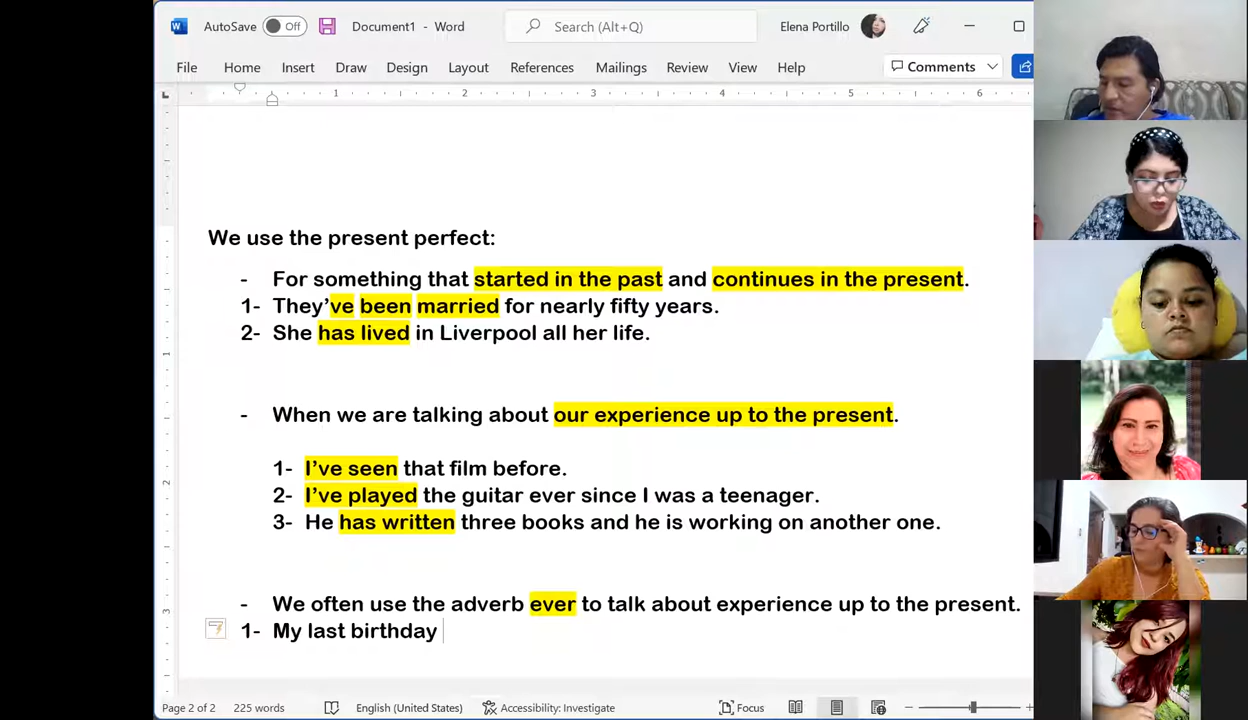 AutoSave Off Document1 - Word Search (Alt+Q) Elena Portillo
File Home Insert Draw Design Layout References Mailings Review View Help Comments
1 2 3 4 5 6
We use the present perfect:
- For something that started in the past and continues in the present.
1- They've been married for nearly fifty years.
2- She has lived in Liverpool all her life.
- When we are talking about our experience up to the present.
1- I've seen that film before.
2- I've played the guitar ever since I was a teenager.
3- He has written three books and he is working on another one.
- We often use the adverb ever to talk about experience up to the present.
1- My last birthday
Page 2 of 2 225 words English (United States) Accessibility: Investigate Focus